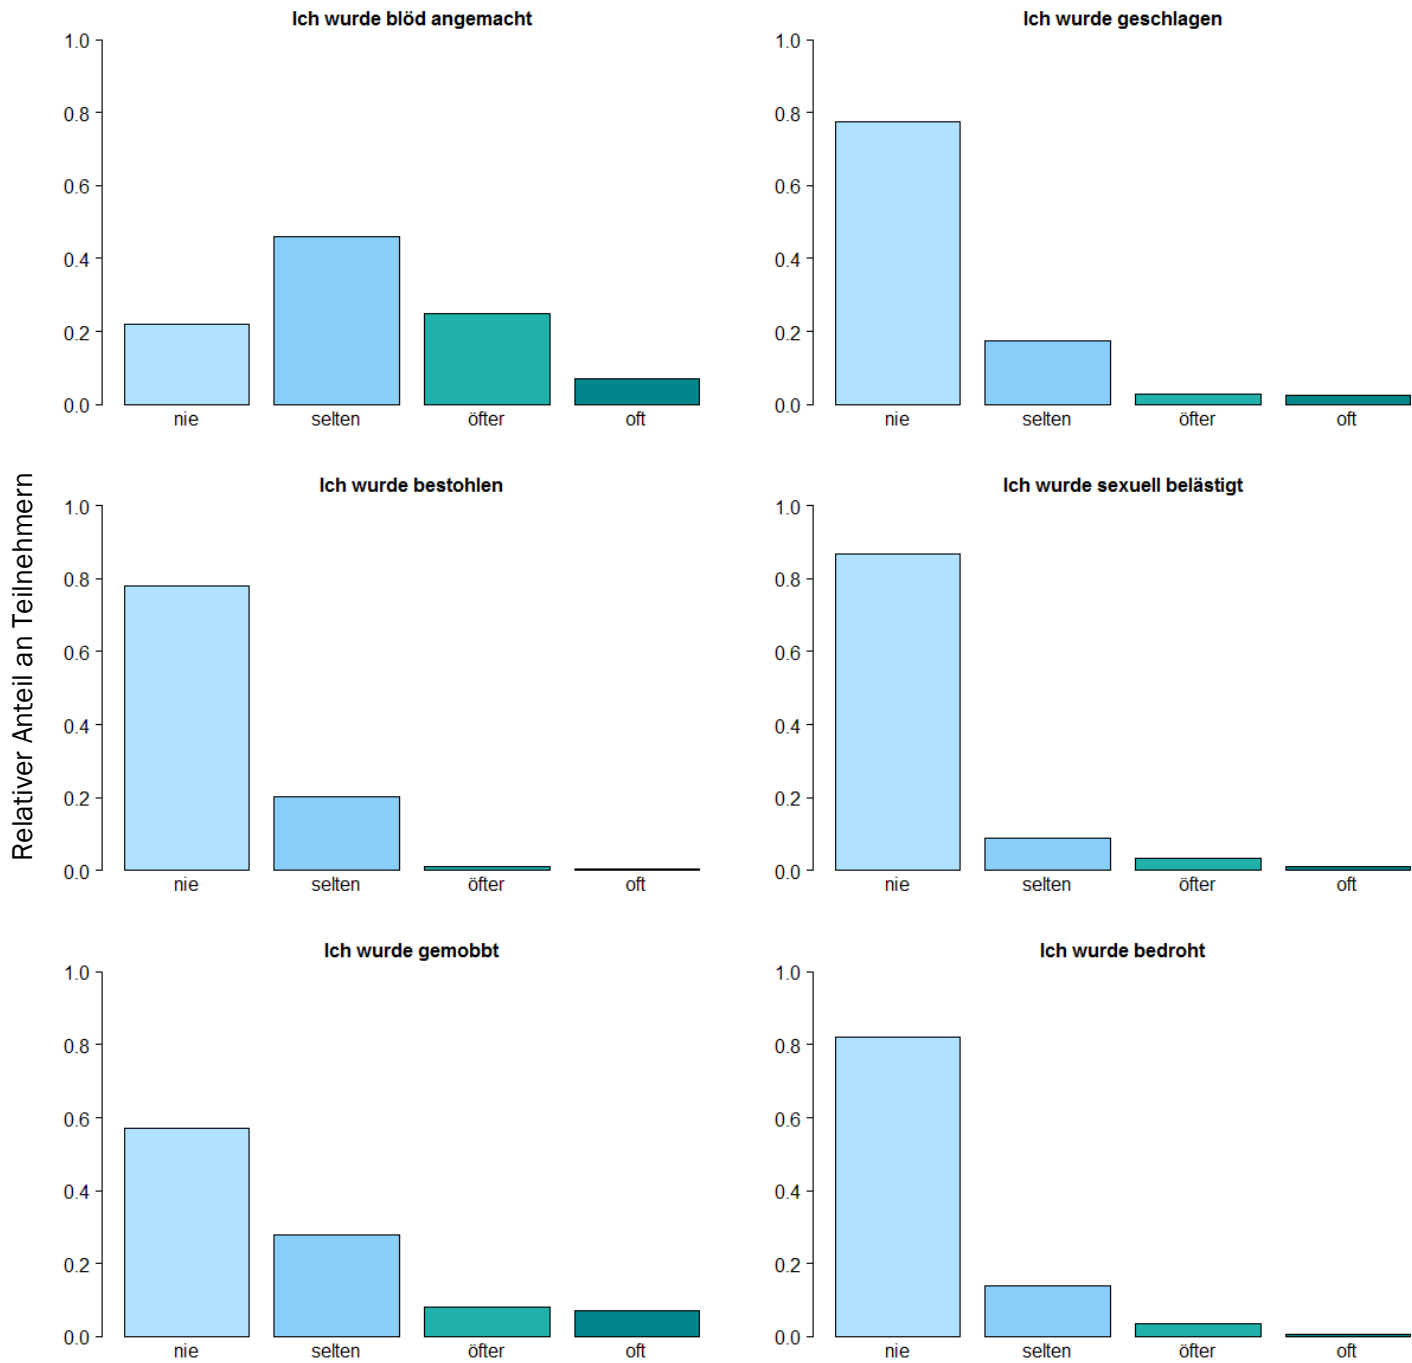 Ich wurde blöd angemacht
1.0
0.8
0.6
0.4
0.2
0.0
nie selten öfter oft
Ich wurde geschlagen
1.0
0.8
0.6
0.4
0.2
0.0
nie selten öfter oft
Relativer Anteil an Teilnehmern
Ich wurde bestohlen
1.0
0.8
0.6
0.4
0.2
0.0
nie selten öfter oft
Ich wurde sexuell belästigt
1.0
0.8
0.6
0.4
0.2
0.0
nie selten öfter oft
Ich wurde gemobbt
1.0
0.8
0.6
0.4
0.2
0.0
nie selten öfter oft
Ich wurde bedroht
1.0
0.8
0.6
0.4
0.2
0.0
nie selten öfter oft